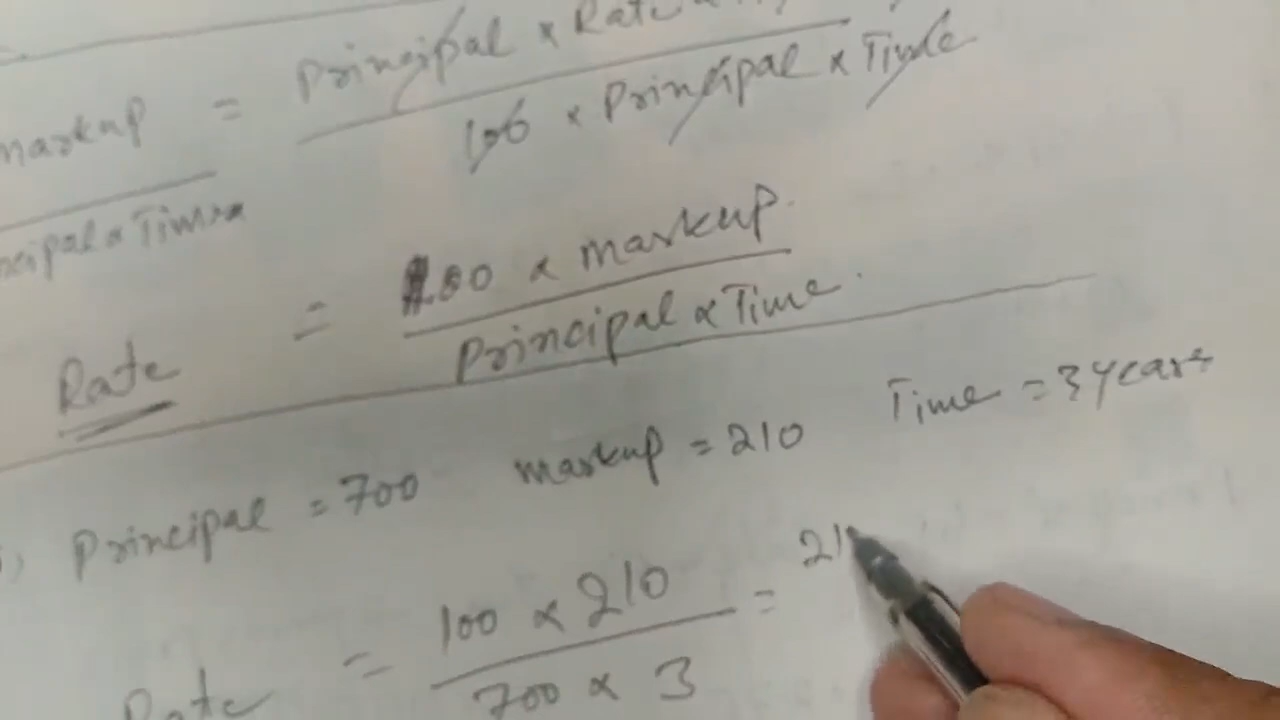 Principal × Rate
markup = 
100 × Principal × Time
× Time
100 × markup
Rate = 
Principal × Time
Principal = 700 markup = 210 Time = 3 years
100 × 210 = 21
Rate = 
700 × 3